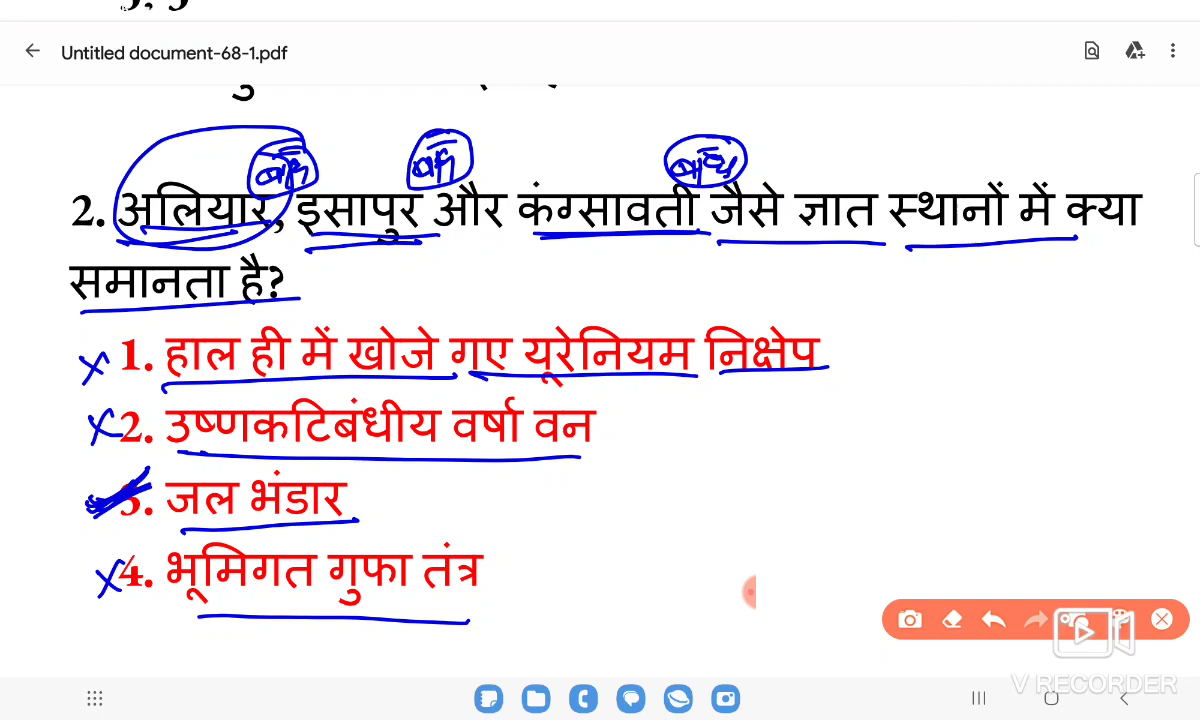 Untitled document-68-1.pdf
बाँध बाँध बाँध
2. अलियार, इसापुर और कंग्सावती जैसे ज्ञात स्थानों में क्या
समानता है?
1. हाल ही में खोजे गए यूरेनियम निक्षेप
2. उष्णकटिबंधीय वर्षा वन
3. जल भंडार
4. भूमिगत गुफा तंत्र
V RECORDER